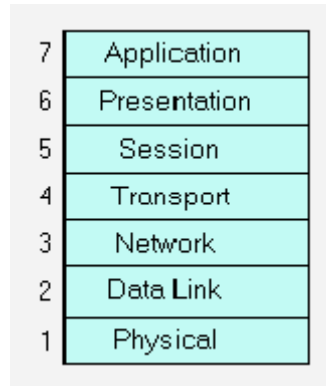 7 Application
6 Presentation
5 Session
4 Transport
3 Network
2 Data Link
1 Physical